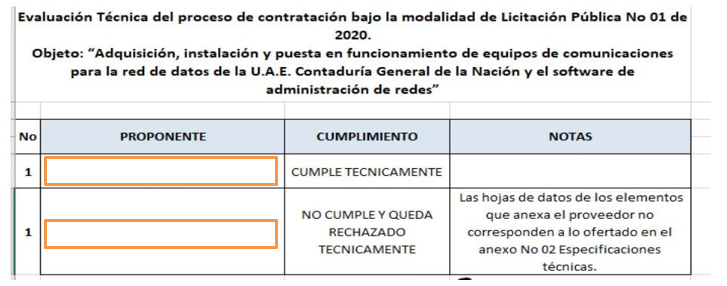 Evaluación Técnica del proceso de contratación bajo la modalidad de Licitación Pública No 01 de
2020.
Objeto: “Adquisición, instalación y puesta en funcionamiento de equipos de comunicaciones
para la red de datos de la U.A.E. Contaduría General de la Nación y el software de
administración de redes”
No PROPONENTE CUMPLIMIENTO NOTAS
1 CUMPLE TECNICAMENTE
1
NO CUMPLE Y QUEDA
RECHAZADO
TECNICAMENTE
Las hojas de datos de los elementos
que anexa el proveedor no
corresponden a lo ofertado en el
anexo No 02 Especificaciones
técnicas.